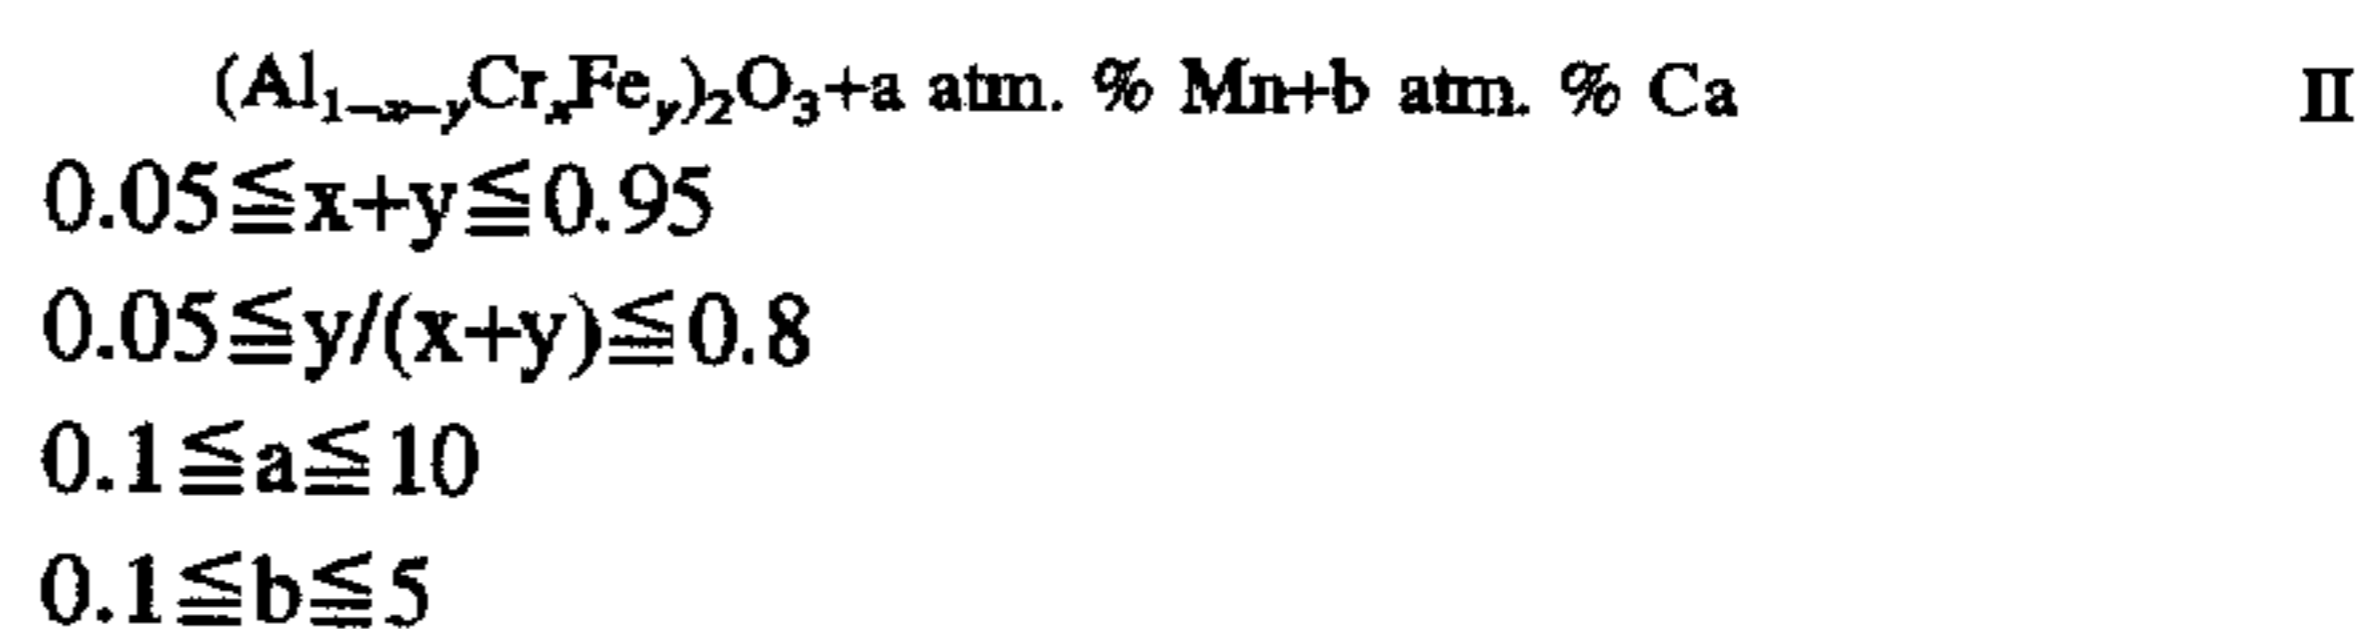 (Al₁₋ₓ₋ᵧCrₓFeᵧ)₂O₃+a atm. % Mn+b atm. % Ca II
0.05≦x+y≦0.95
0.05≦y/(x+y)≦0.8
0.1≦a≦10
0.1≦b≦5